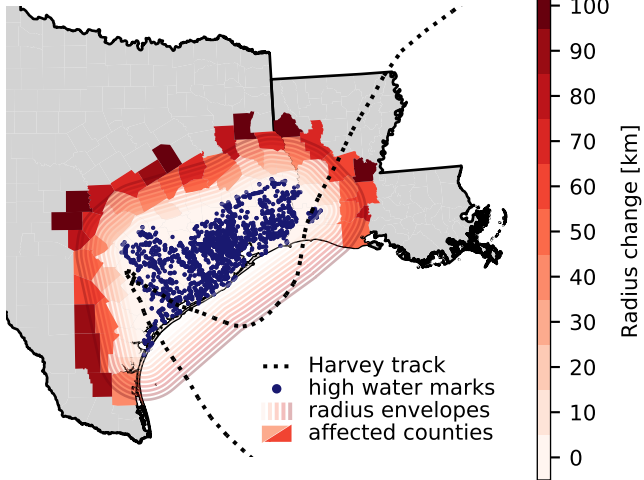 Harvey track
high water marks
radius envelopes
affected counties
100
90
80
70
60
50
40
30
20
10
0
Radius change [km]